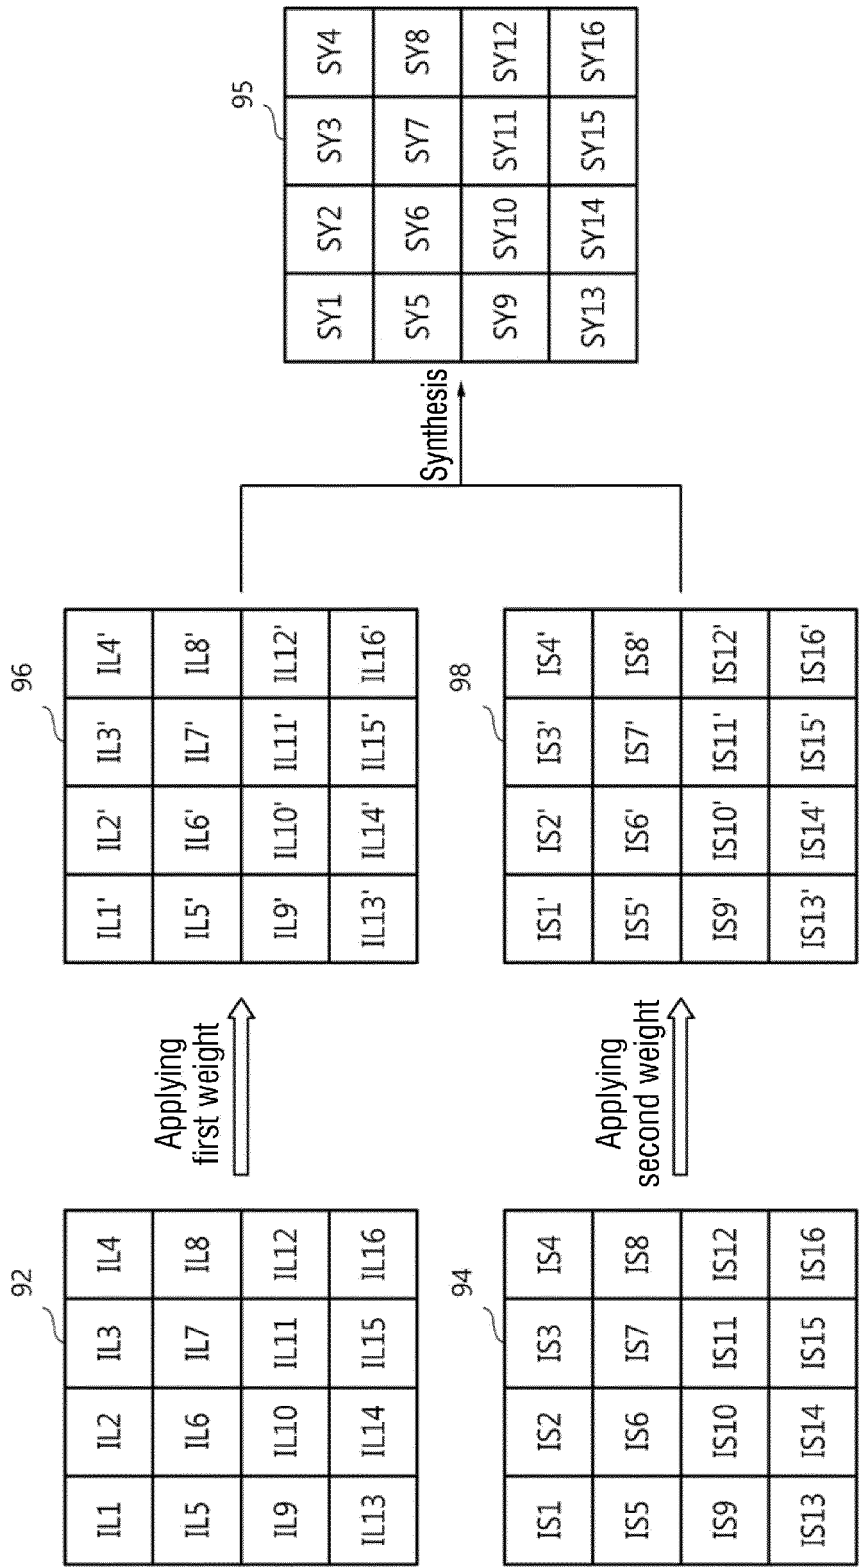 92
IL1 IL2 IL3 IL4
IL5 IL6 IL7 IL8
IL9 IL10 IL11 IL12
IL13 IL14 IL15 IL16
Applying
first weight
96
IL1' IL2' IL3' IL4'
IL5' IL6' IL7' IL8'
IL9' IL10' IL11' IL12'
IL13' IL14' IL15' IL16'
94
IS1 IS2 IS3 IS4
IS5 IS6 IS7 IS8
IS9 IS10 IS11 IS12
IS13 IS14 IS15 IS16
Applying
second weight
98
IS1' IS2' IS3' IS4'
IS5' IS6' IS7' IS8'
IS9' IS10' IS11' IS12'
IS13' IS14' IS15' IS16'
Synthesis
95
SY1 SY2 SY3 SY4
SY5 SY6 SY7 SY8
SY9 SY10 SY11 SY12
SY13 SY14 SY15 SY16